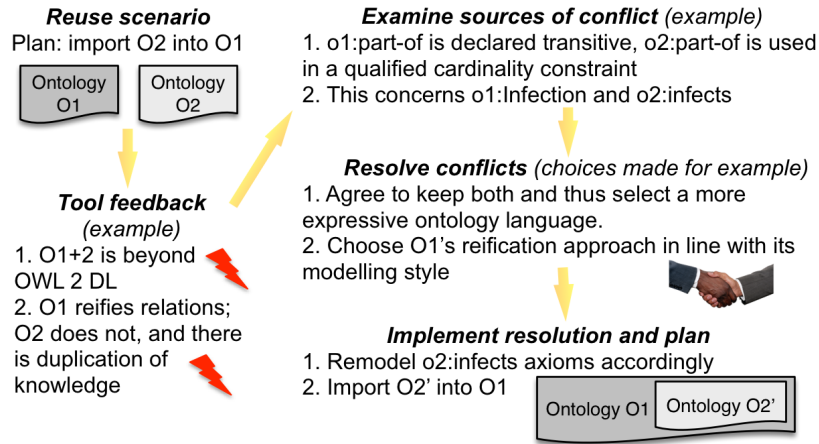 Reuse scenario
Plan: import O2 into O1
Ontology
O1
Ontology
O2
Tool feedback
(example)
1. O1+2 is beyond
OWL 2 DL
2. O1 reifies relations;
O2 does not, and there
is duplication of
knowledge
Examine sources of conflict (example)
1. o1:part-of is declared transitive, o2:part-of is used
in a qualified cardinality constraint
2. This concerns o1:Infection and o2:infects
Resolve conflicts (choices made for example)
1. Agree to keep both and thus select a more
expressive ontology language.
2. Choose O1's reification approach in line with its
modelling style
Implement resolution and plan
1. Remodel o2:infects axioms accordingly
2. Import O2' into O1
Ontology O1
Ontology O2'